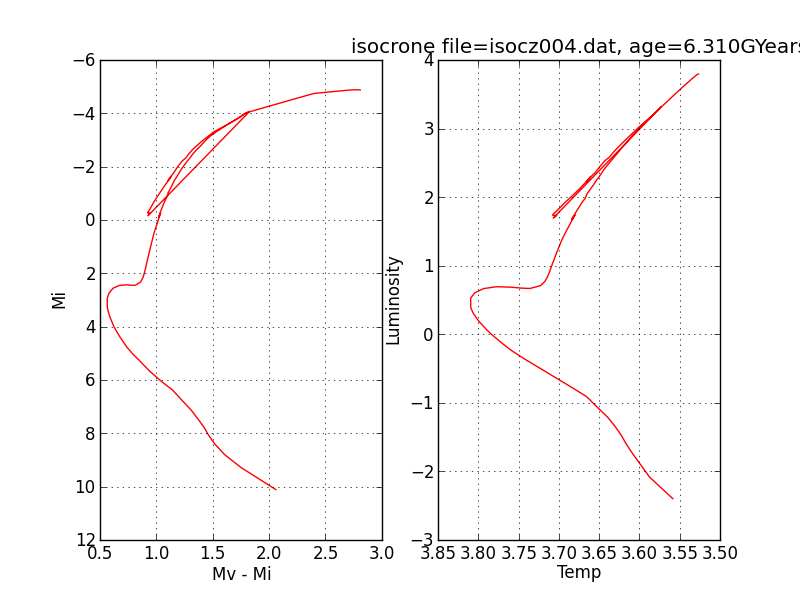 isocrone file=isocz004.dat, age=6.310GYears
−6
−4
−2
0
2
4
6
8
10
12
Mi
0.5 1.0 1.5 2.0 2.5 3.0
Mv - Mi
4
3
2
1
0
−1
−2
−3
Luminosity
3.85 3.80 3.75 3.70 3.65 3.60 3.55 3.50
Temp